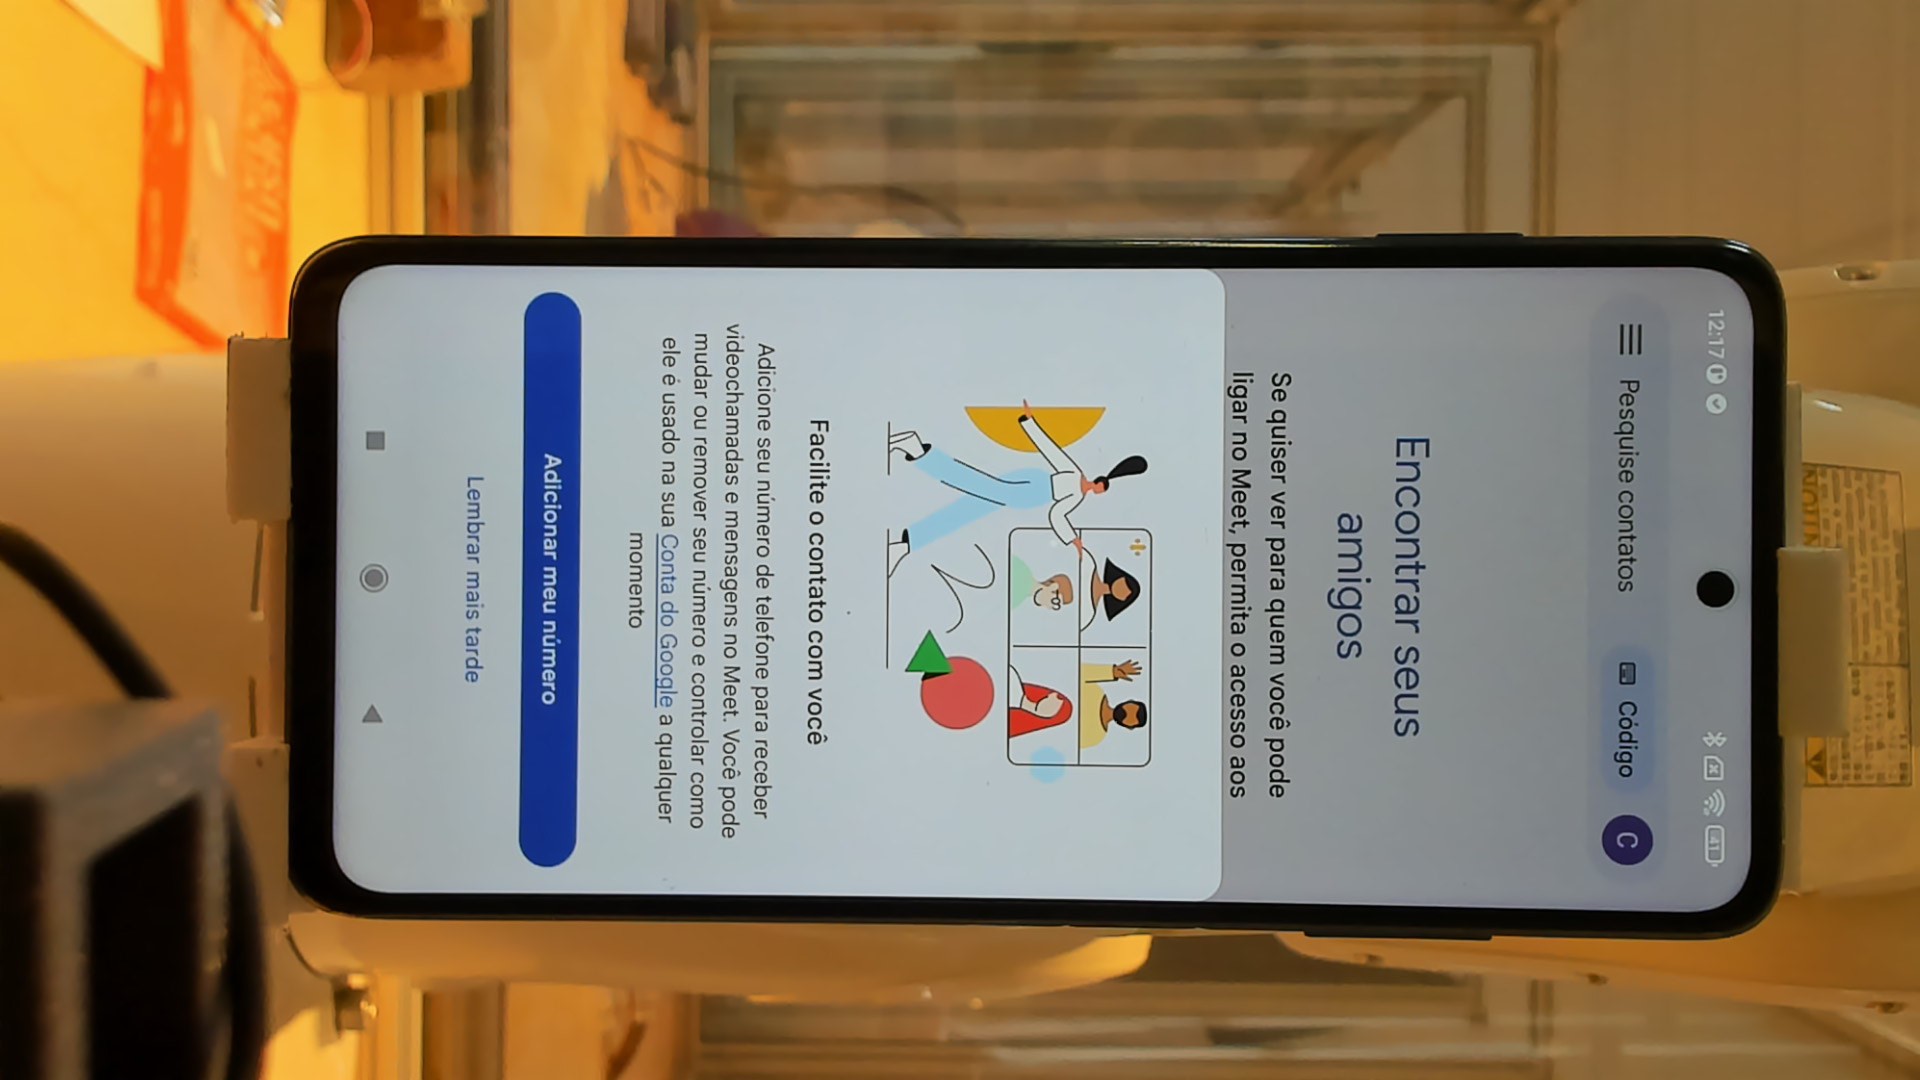 12:17
41
Pesquise contatos
Código
C
Encontrar seus
amigos
Se quiser ver para quem você pode
ligar no Meet, permita o acesso aos
Facilite o contato com você
Adicione seu número de telefone para receber
videochamadas e mensagens no Meet. Você pode
mudar ou remover seu número e controlar como
ele é usado na sua Conta do Google a qualquer
momento
Adicionar meu número
Lembrar mais tarde